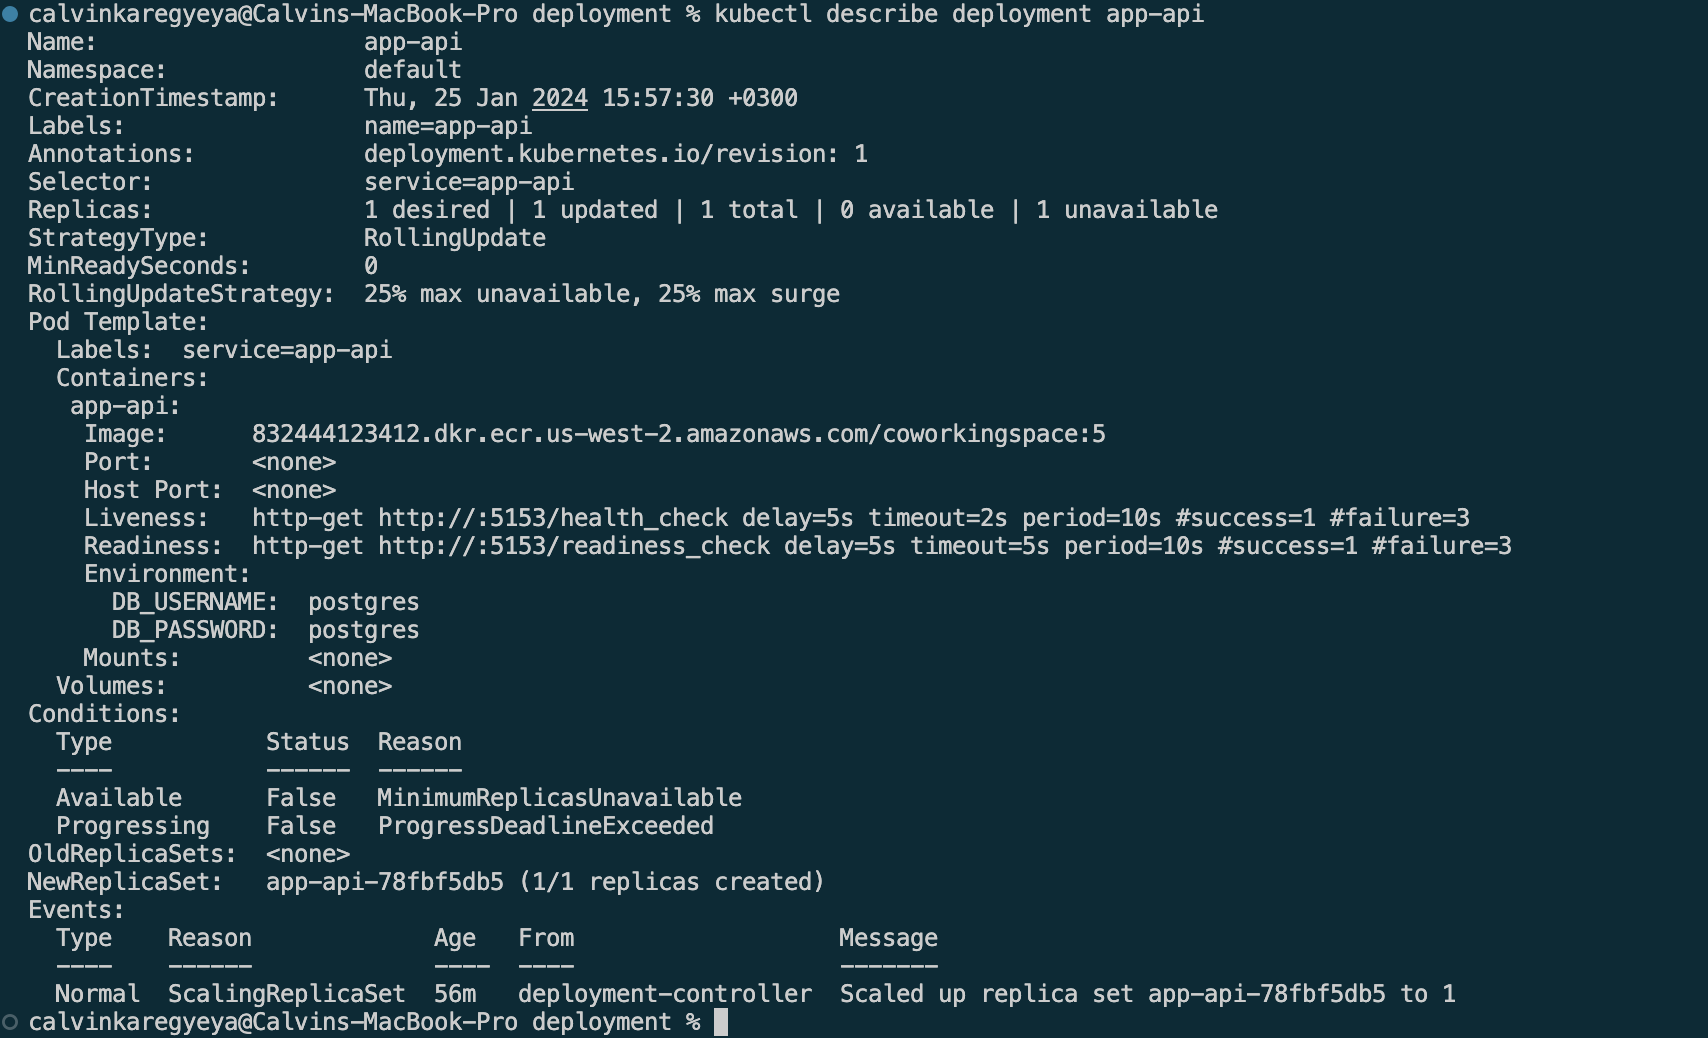 calvinkaregyeya@Calvins-MacBook-Pro deployment % kubectl describe deployment app-api
Name:                   app-api
Namespace:              default
CreationTimestamp:      Thu, 25 Jan 2024 15:57:30 +0300
Labels:                 name=app-api
Annotations:            deployment.kubernetes.io/revision: 1
Selector:               service=app-api
Replicas:               1 desired | 1 updated | 1 total | 0 available | 1 unavailable
StrategyType:           RollingUpdate
MinReadySeconds:        0
RollingUpdateStrategy:  25% max unavailable, 25% max surge
Pod Template:
  Labels:  service=app-api
  Containers:
   app-api:
    Image:      832444123412.dkr.ecr.us-west-2.amazonaws.com/coworkingspace:5
    Port:       <none>
    Host Port:  <none>
    Liveness:   http-get http://:5153/health_check delay=5s timeout=2s period=10s #success=1 #failure=3
    Readiness:  http-get http://:5153/readiness_check delay=5s timeout=5s period=10s #success=1 #failure=3
    Environment:
      DB_USERNAME:  postgres
      DB_PASSWORD:  postgres
    Mounts:         <none>
  Volumes:          <none>
Conditions:
  Type           Status  Reason
  ----           ------  ------
  Available      False   MinimumReplicasUnavailable
  Progressing    False   ProgressDeadlineExceeded
OldReplicaSets:  <none>
NewReplicaSet:   app-api-78fbf5db5 (1/1 replicas created)
Events:
  Type    Reason             Age   From                   Message
  ----    ------             ----  ----                   -------
  Normal  ScalingReplicaSet  56m   deployment-controller  Scaled up replica set app-api-78fbf5db5 to 1
calvinkaregyeya@Calvins-MacBook-Pro deployment %